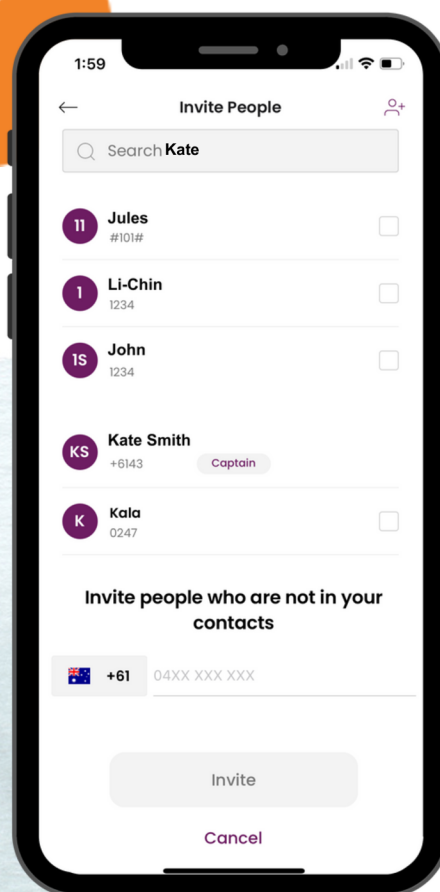 1:59
Invite People
Search Kate
11
Jules
#101#
1
Li-Chin
1234
1S
John
1234
KS
Kate Smith
+6143
Captain
K
Kala
0247
Invite people who are not in your
contacts
+61 04XX XXX XXX
Invite
Cancel